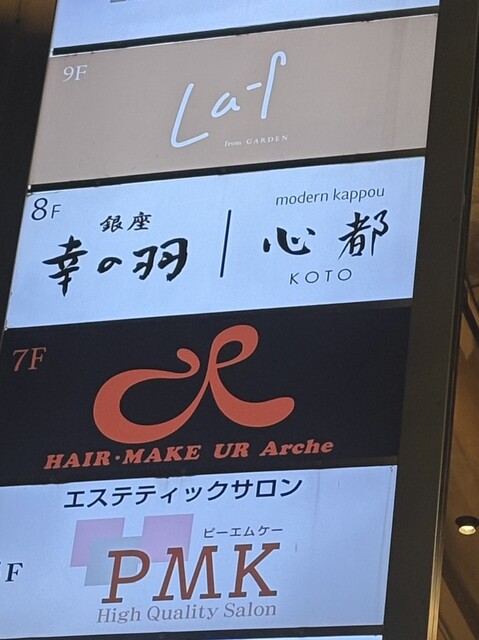 9F
La-f
from GARDEN
8F
銀座
幸の羽
modern kappou
心都
KOTO
7F
HAIR・MAKE UR Arche
エステティックサロン
ピーエムケー
F
PMK
High Quality Salon